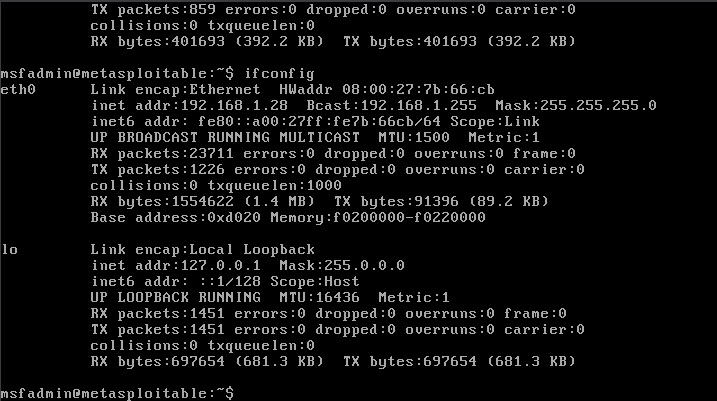 TX packets:859 errors:0 dropped:0 overruns:0 carrier:0
collisions:0 txqueuelen:0
RX bytes:401693 (392.2 KB)  TX bytes:401693 (392.2 KB)
msfadmin@metasploitable:~$ ifconfig
eth0      Link encap:Ethernet  HWaddr 08:00:27:7b:66:cb
inet addr:192.168.1.28  Bcast:192.168.1.255  Mask:255.255.255.0
inet6 addr: fe80::a00:27ff:fe7b:66cb/64 Scope:Link
UP BROADCAST RUNNING MULTICAST  MTU:1500  Metric:1
RX packets:23711 errors:0 dropped:0 overruns:0 frame:0
TX packets:1226 errors:0 dropped:0 overruns:0 carrier:0
collisions:0 txqueuelen:1000
RX bytes:1554622 (1.4 MB)  TX bytes:91396 (89.2 KB)
Base address:0xd020 Memory:f0200000-f0220000
lo        Link encap:Local Loopback
inet addr:127.0.0.1  Mask:255.0.0.0
inet6 addr: ::1/128 Scope:Host
UP LOOPBACK RUNNING  MTU:16436  Metric:1
RX packets:1451 errors:0 dropped:0 overruns:0 frame:0
TX packets:1451 errors:0 dropped:0 overruns:0 carrier:0
collisions:0 txqueuelen:0
RX bytes:697654 (681.3 KB)  TX bytes:697654 (681.3 KB)
msfadmin@metasploitable:~$